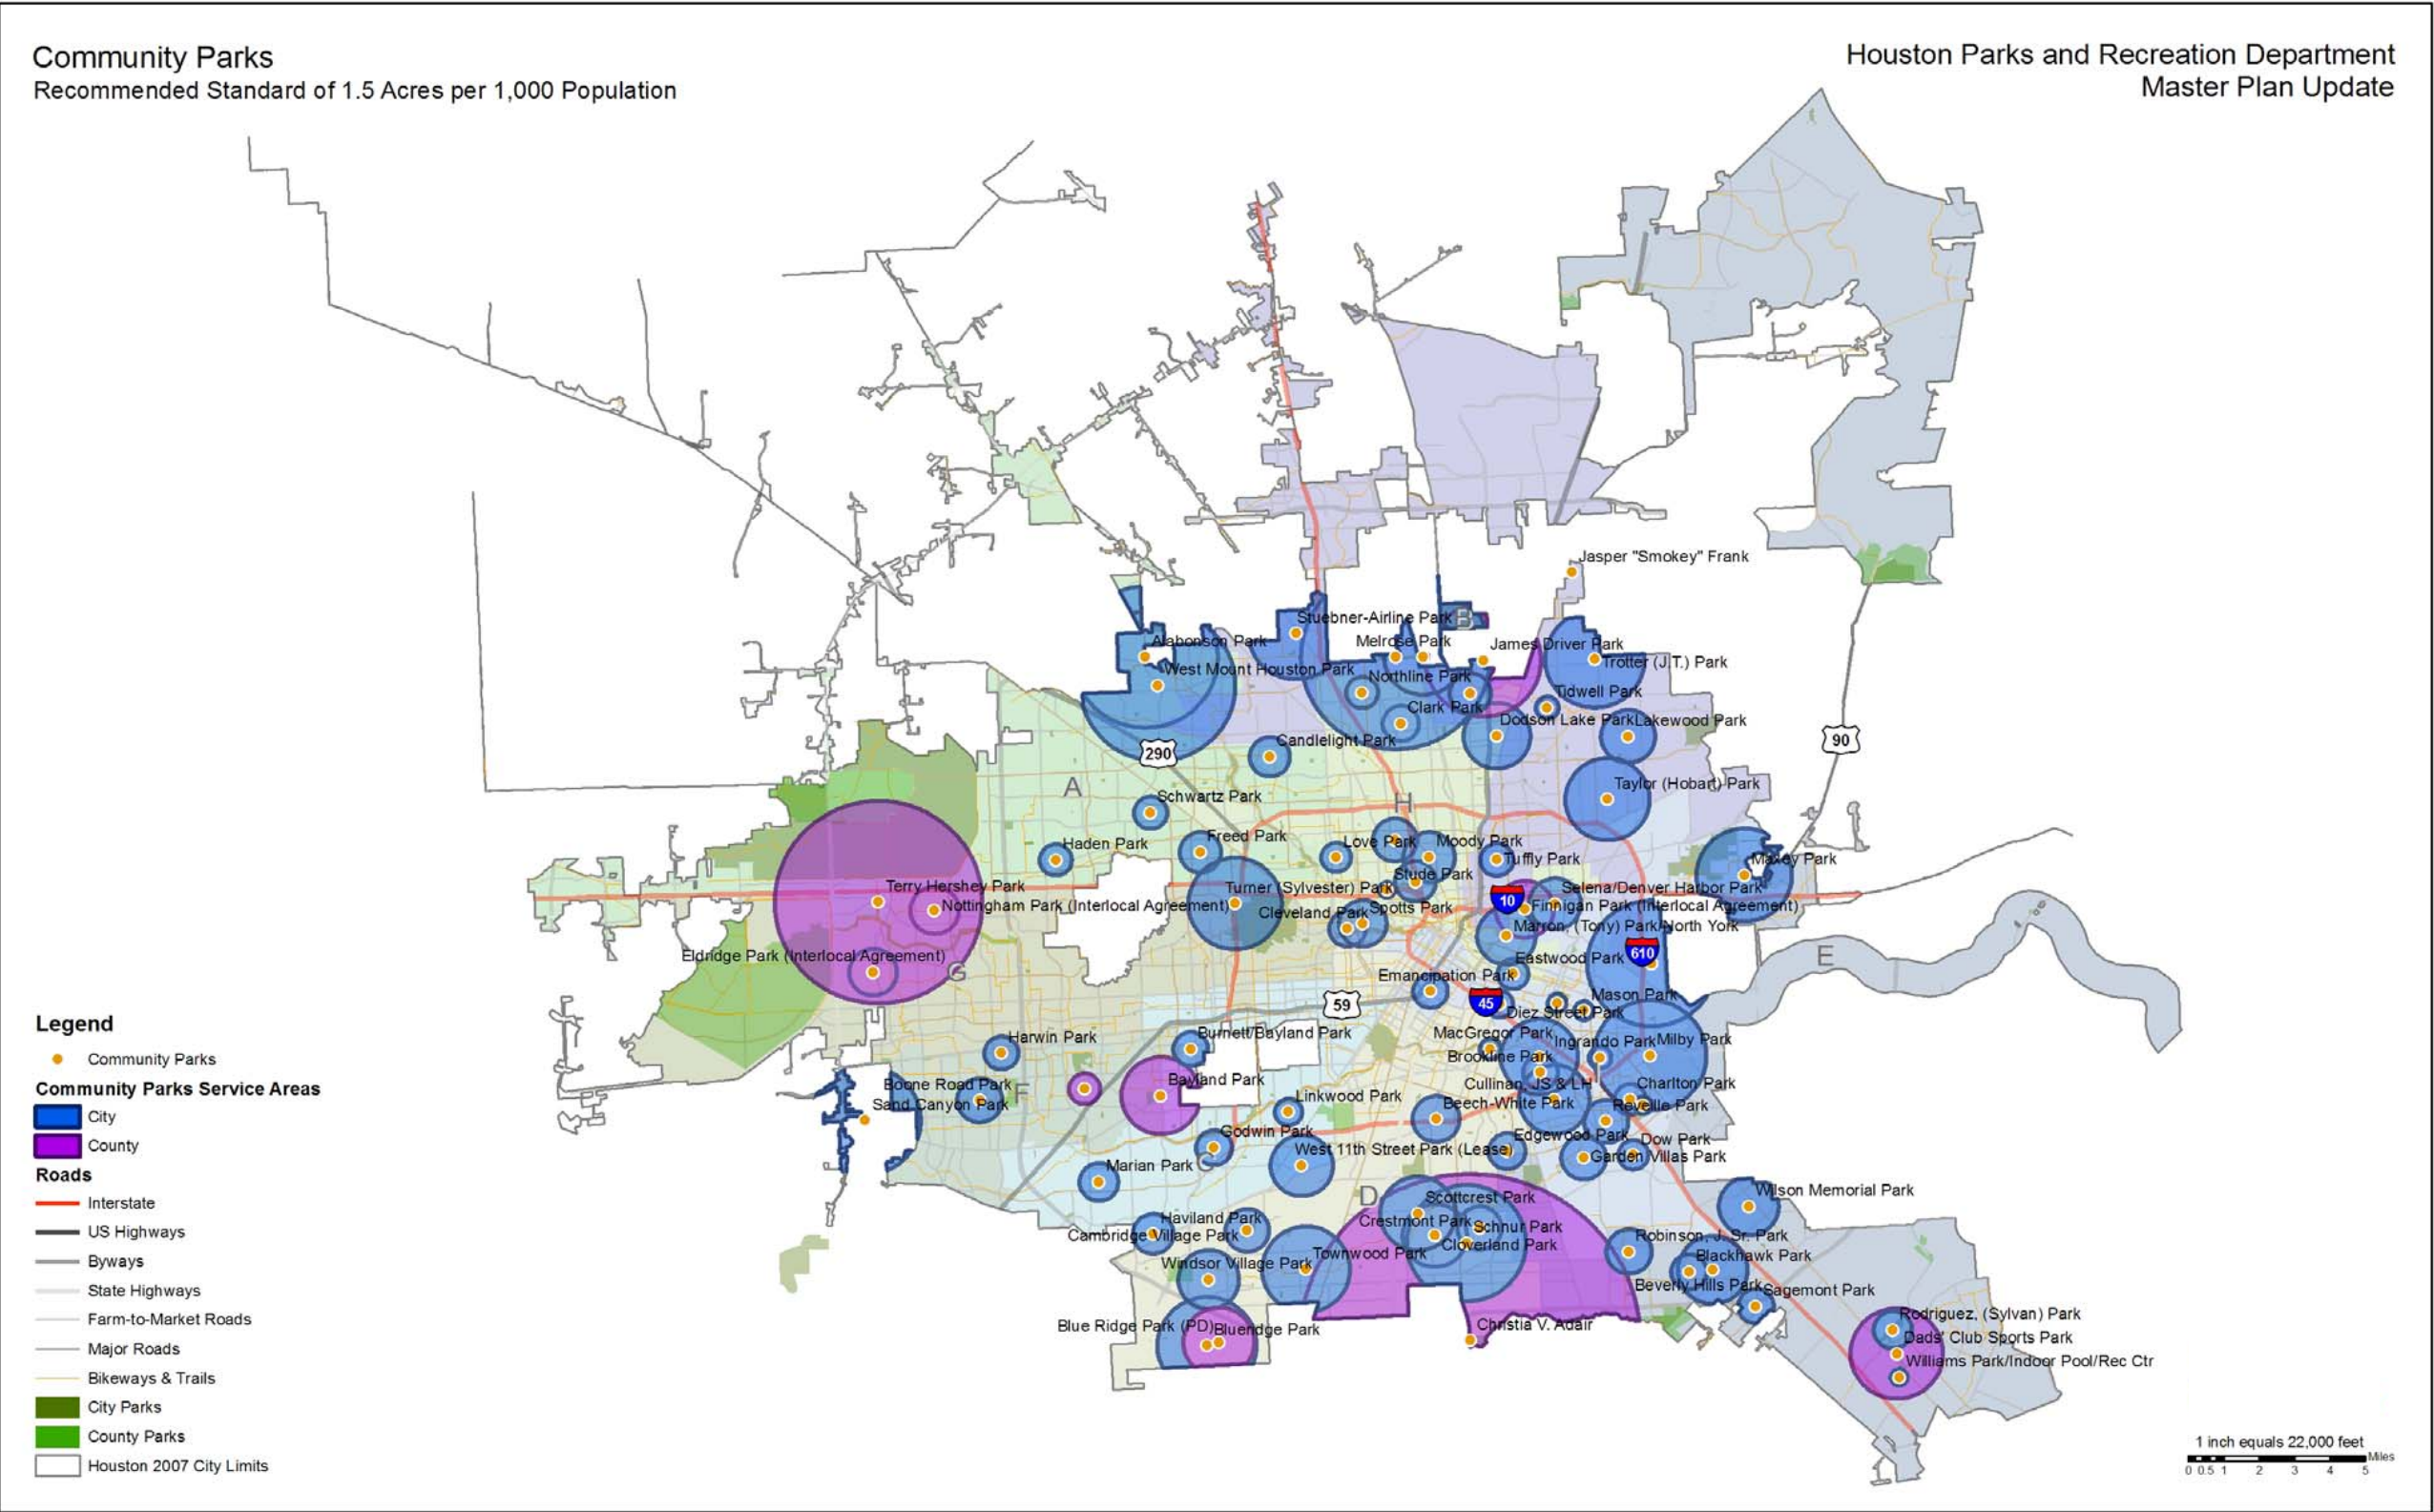 Community Parks
Recommended Standard of 1.5 Acres per 1,000 Population
Houston Parks and Recreation Department
Master Plan Update
Jasper "Smokey" Frank
Stuebner-Airline Park
B
Alabonson Park
Melrose Park
James Driver Park
West Mount Houston Park
Trotter (J.T.) Park
Northline Park
Tidwell Park
Clark Park
Dodson Lake Park
Lakewood Park
Candlelight Park
290
90
A
Taylor (Hobart) Park
Schwartz Park
H
Freed Park
Haden Park
Love Park
Moody Park
Tuffly Park
Maxey Park
Stude Park
Terry Hershey Park
Turner (Sylvester) Park
Selena/Denver Harbor Park
10
Nottingham Park (Interlocal Agreement)
Cleveland Park
Spotts Park
Finnigan Park (Interlocal Agreement)
Marron, (Tony) Park/North York
610
Eldridge Park (Interlocal Agreement)
Eastwood Park
E
G
Emancipation Park
59
45
Mason Park
Diez Street Park
Harwin Park
Burnett/Bayland Park
MacGregor Park
Ingrando Park
Milby Park
Brookline Park
I
Boone Road Park
Bayland Park
Cullinan, JS & LH
Charlton Park
F
Sand Canyon Park
Linkwood Park
Beech-White Park
Reveille Park
Godwin Park
Edgewood Park
Dow Park
West 11th Street Park (Lease)
Garden Villas Park
Marian Park
C
D
Scottcrest Park
Wilson Memorial Park
Haviland Park
Crestmont Park
Schnur Park
Cambridge Village Park
Cloverland Park
Robinson, J. Sr. Park
Townwood Park
Blackhawk Park
Windsor Village Park
Beverly Hills Park
Sagemont Park
Blue Ridge Park (PD)
Blueridge Park
Christia V. Adair
Rodriguez, (Sylvan) Park
Dads' Club Sports Park
Williams Park/Indoor Pool/Rec Ctr
Legend
Community Parks
Community Parks Service Areas
City
County
Roads
Interstate
US Highways
Byways
State Highways
Farm-to-Market Roads
Major Roads
Bikeways & Trails
City Parks
County Parks
Houston 2007 City Limits
1 inch equals 22,000 feet
Miles
0 0.5 1 2 3 4 5